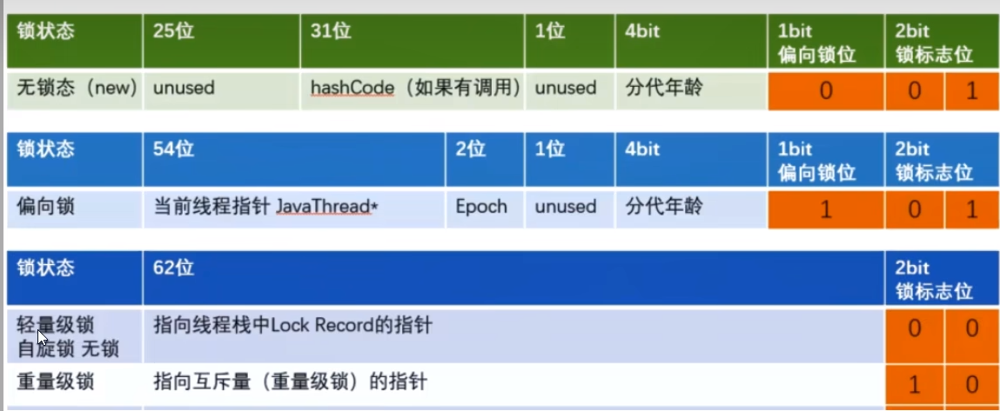 锁状态 25位 31位 1位 4bit 1bit 2bit
偏向锁位 锁标志位
无锁态（new） unused hashCode（如果有调用） unused 分代年龄 0 0 1
锁状态 54位 2位 1位 4bit 1bit 2bit
偏向锁位 锁标志位
偏向锁 当前线程指针 JavaThread* Epoch unused 分代年龄 1 0 1
锁状态 62位 2bit
锁标志位
轻量级锁 指向线程栈中Lock Record的指针 0 0
自旋锁 无锁
重量级锁 指向互斥量（重量级锁）的指针 1 0